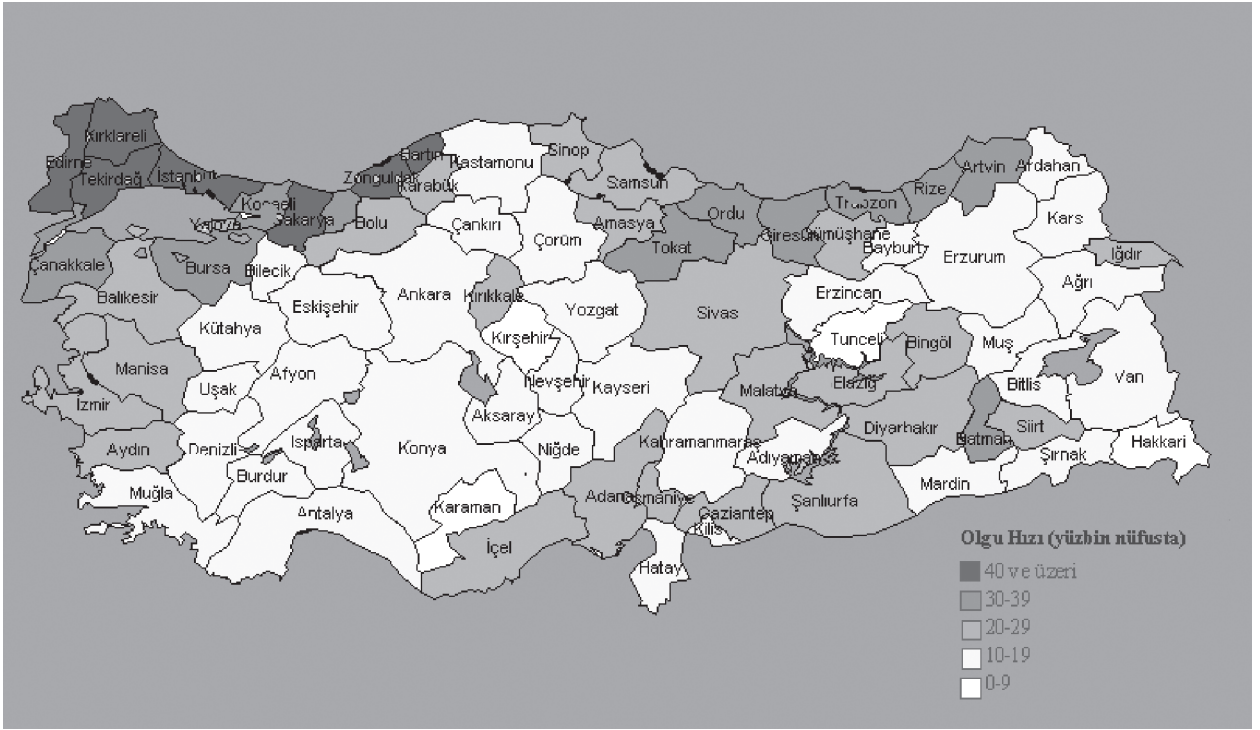 Kırklareli
Edirne
Tekirdağ
İstanbul
Kocaeli
Yalova
Sakarya
Zonguldak
Bartın
Karabük
Kastamonu
Sinop
Samsun
Bolu
Çankırı
Çorum
Amasya
Tokat
Ordu
Giresun
Trabzon
Gümüşhane
Bayburt
Rize
Artvin
Ardahan
Kars
Iğdır
Erzurum
Ağrı
Çanakkale
Balıkesir
Bursa
Bilecik
Eskişehir
Ankara
Kırıkkale
Yozgat
Sivas
Erzincan
Tunceli
Bingöl
Muş
Bitlis
Van
Kütahya
Manisa
Uşak
Afyon
Kırşehir
Nevşehir
Kayseri
Malatya
Elazığ
İzmir
Aydın
Denizli
Isparta
Konya
Aksaray
Niğde
Kahramanmaraş
Adıyaman
Diyarbakır
Batman
Siirt
Şırnak
Hakkari
Muğla
Burdur
Antalya
Karaman
İçel
Adana
Osmaniye
Gaziantep
Kilis
Şanlıurfa
Mardin
Hatay
Olgu Hızı (yüzbin nüfusta)
40 ve üzeri
30-39
20-29
10-19
0-9